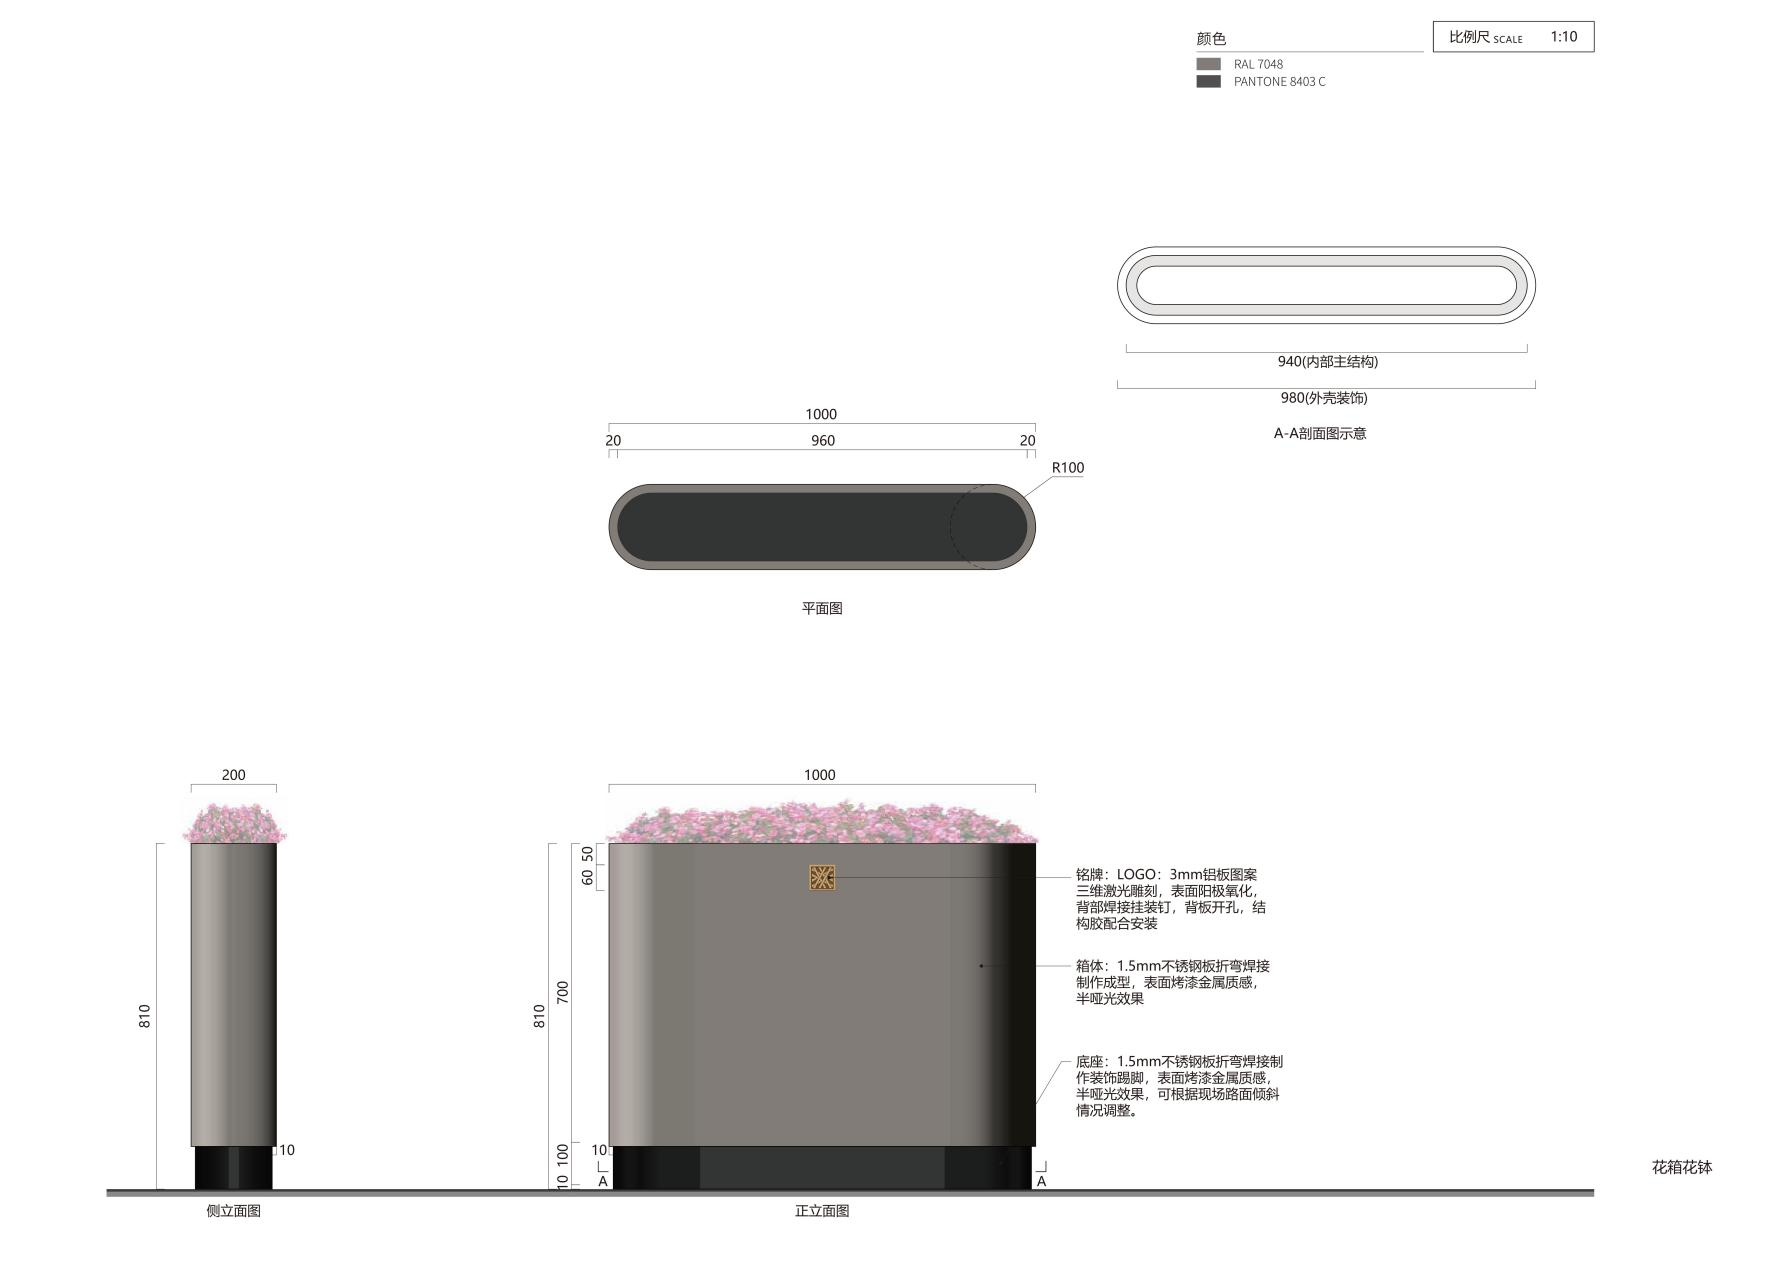 颜色
比例尺 SCALE 1:10
RAL 7048
PANTONE 8403 C
940(内部主结构)
980(外壳装饰)
A-A剖面图示意
1000
20 960 20
R100
平面图
200
1000
50
60
810
810
700
100
10
10
10
A
A
铭牌：LOGO：3mm铝板图案
三维激光雕刻，表面阳极氧化，
背部焊接挂装钉，背板开孔，结
构胶配合安装
箱体：1.5mm不锈钢板折弯焊接
制作成型，表面烤漆金属质感，
半哑光效果
底座：1.5mm不锈钢板折弯焊接制
作装饰踢脚，表面烤漆金属质感，
半哑光效果，可根据现场路面倾斜
情况调整。
花箱花钵
侧立面图
正立面图